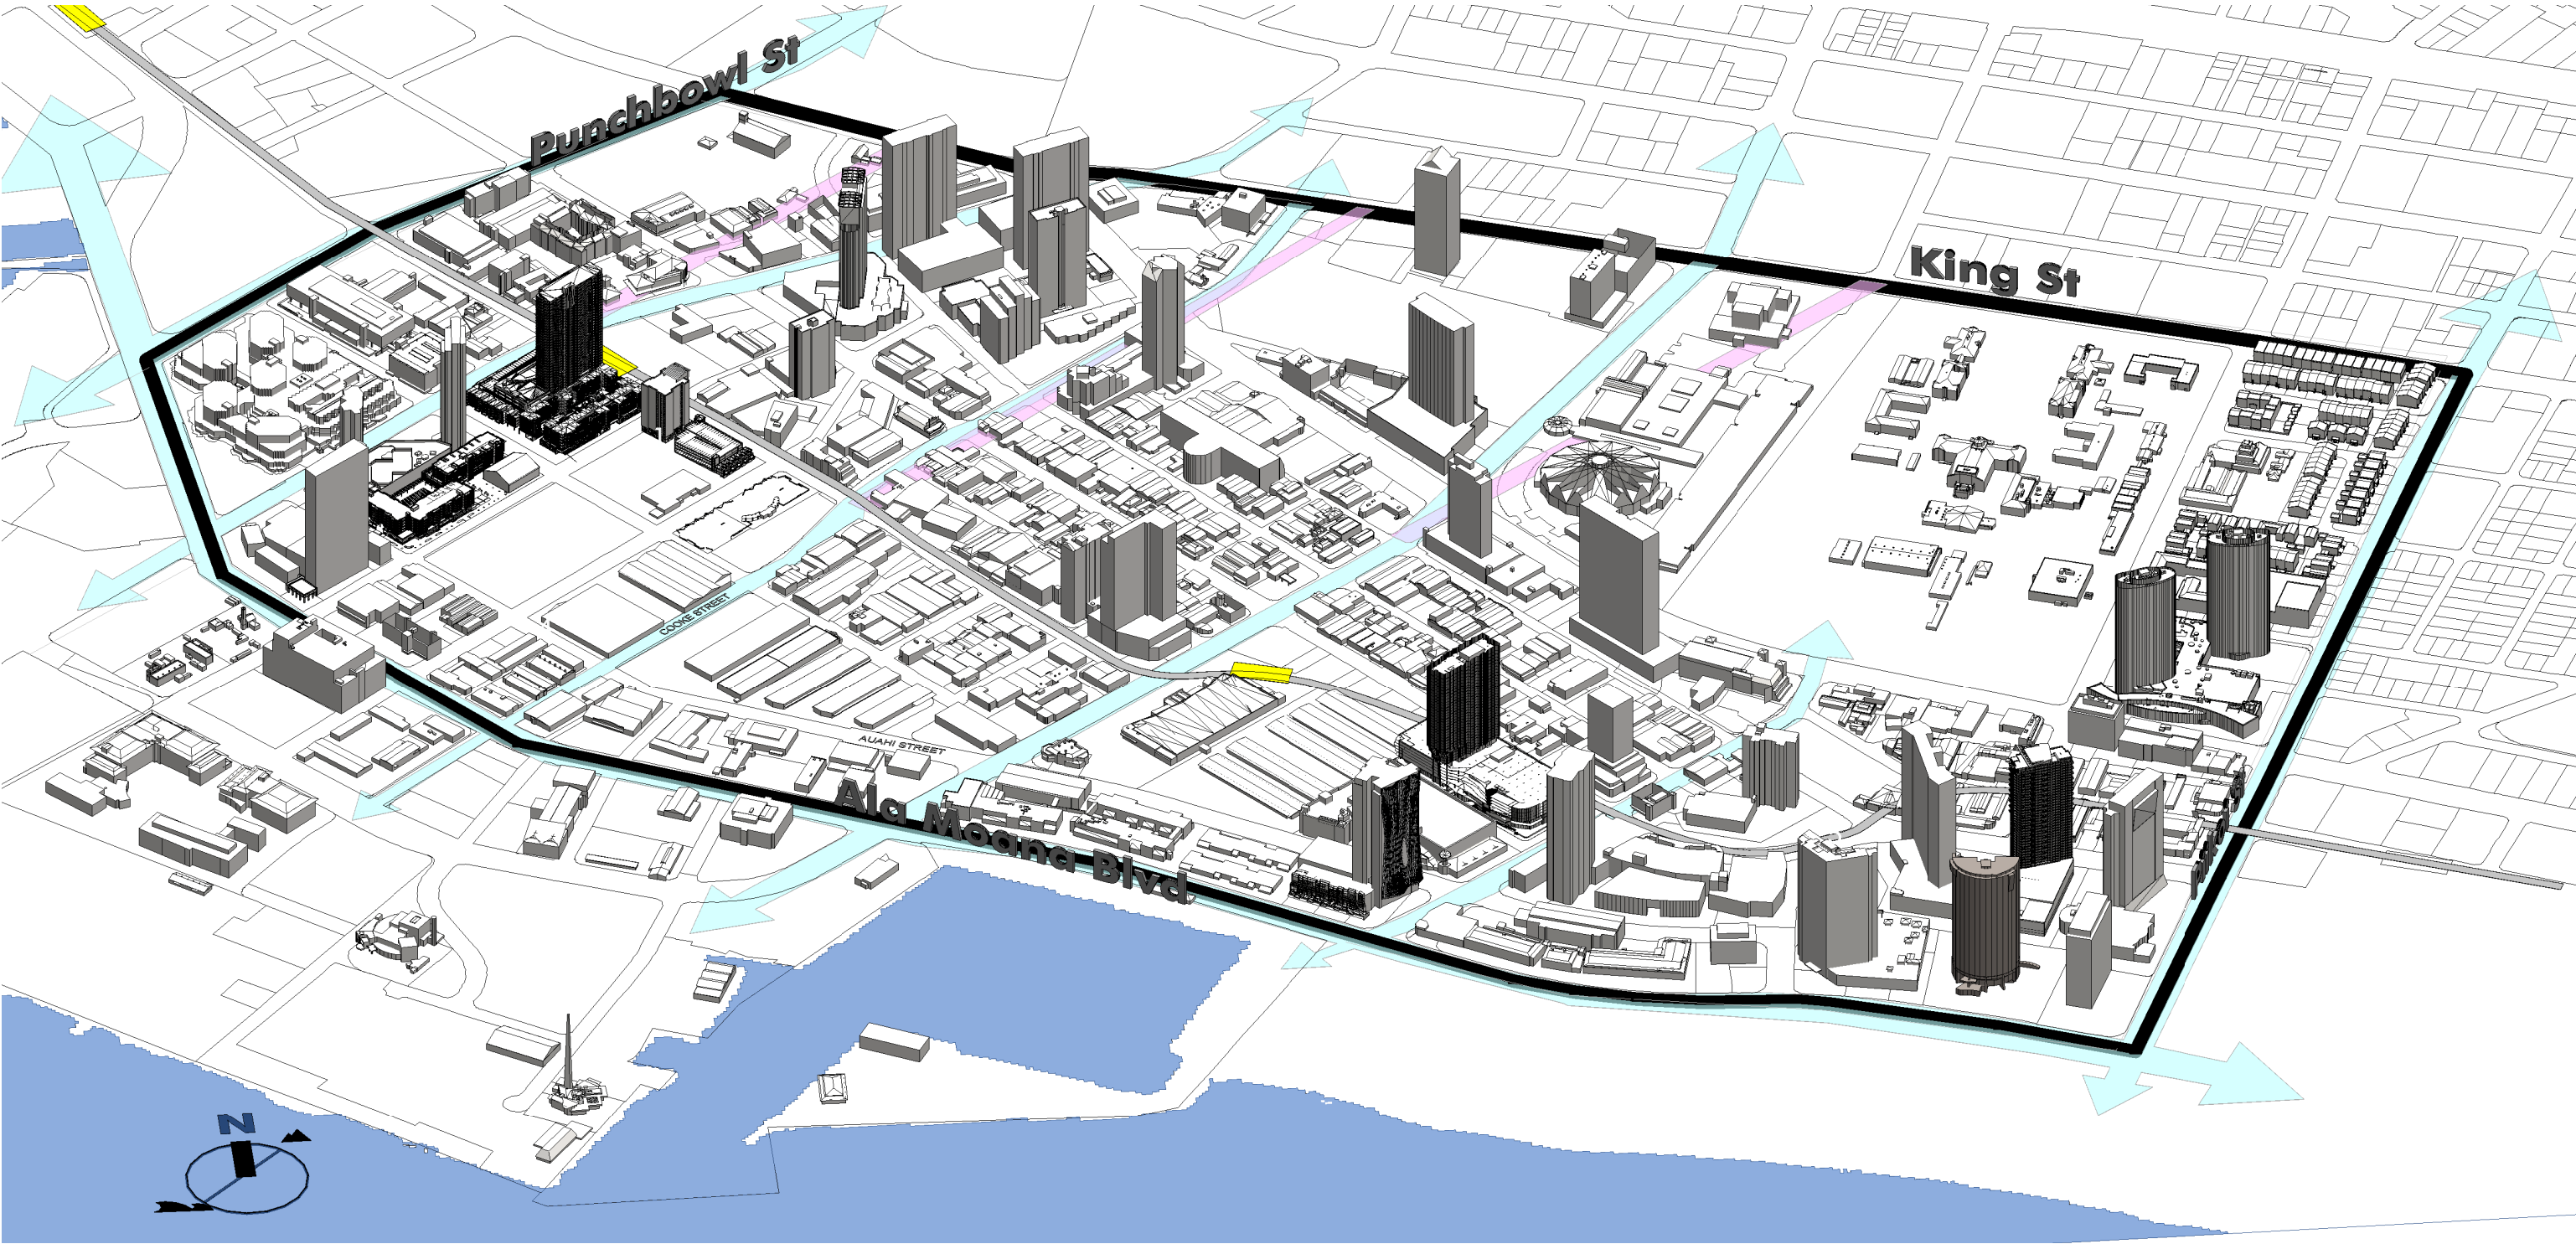 Punchbowl St
King St
COOKE STREET
AUAHI STREET
Ala Moana Blvd
N